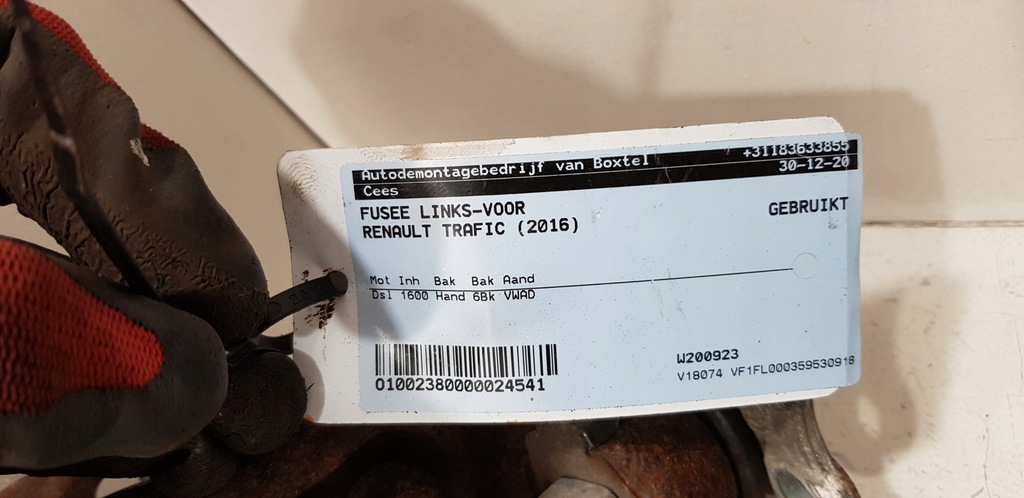 Autodemontagebedrijf van Boxtel +31183633855
Cees 30-12-20
FUSEE LINKS-VOOR GEBRUIKT
RENAULT TRAFIC (2016)
Mot Inh Bak Bak Aand
Dsl 1600 Hand 6Bk VWAD
W200923
01002380000024541 V18074 VF1FL000359530918